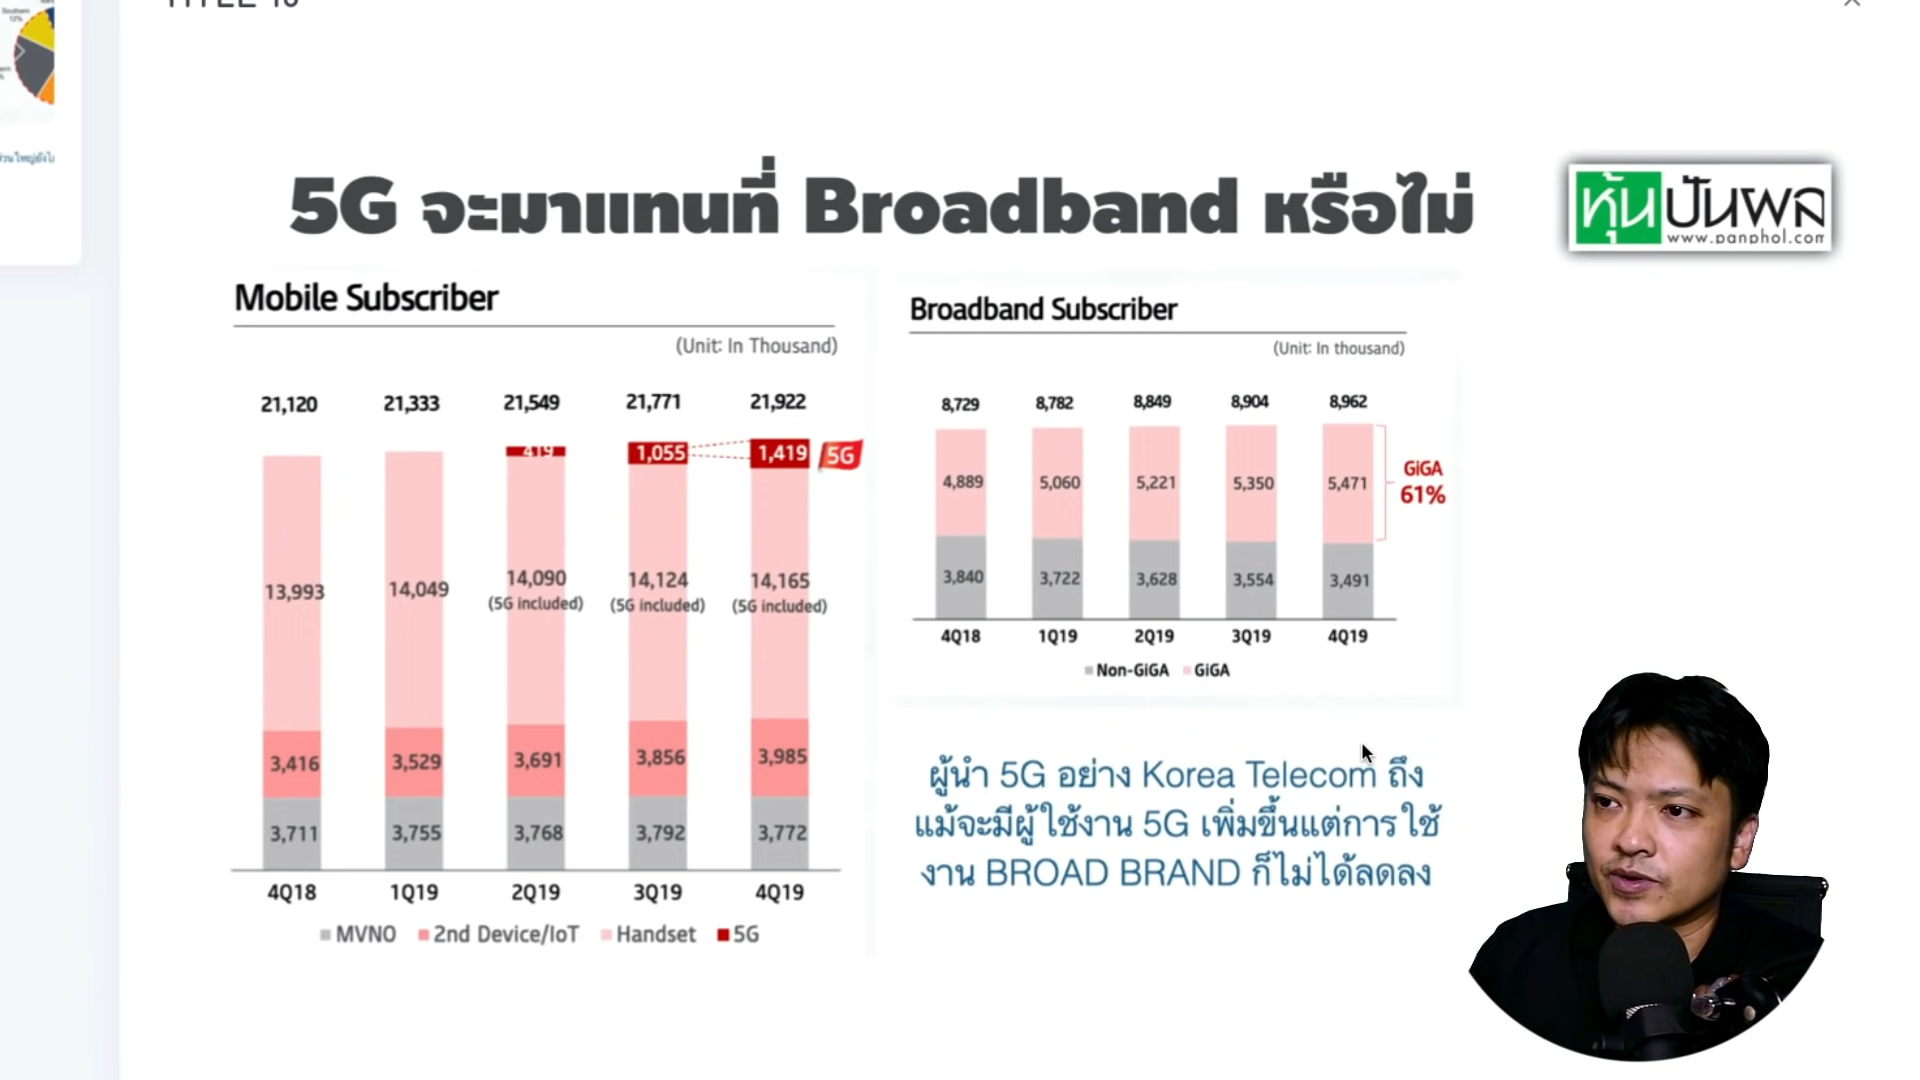 Southern
12%
5G จะมาแทนที่ Broadband หรือไม่
หุ้นปันผล
www.panphol.com
Mobile Subscriber
(Unit: In Thousand)
21,120 21,333 21,549 21,771 21,922
419 1,055 1,419 5G
13,993 14,049 14,090 14,124 14,165
(5G included) (5G included) (5G included)
3,416 3,529 3,691 3,856 3,985
3,711 3,755 3,768 3,792 3,772
4Q18 1Q19 2Q19 3Q19 4Q19
MVNO 2nd Device/IoT Handset 5G
Broadband Subscriber
(Unit: In thousand)
8,729 8,782 8,849 8,904 8,962
4,889 5,060 5,221 5,350 5,471
GiGA
61%
3,840 3,722 3,628 3,554 3,491
4Q18 1Q19 2Q19 3Q19 4Q19
Non-GiGA GiGA
ผู้นำ 5G อย่าง Korea Telecom ถึง
แม้จะมีผู้ใช้งาน 5G เพิ่มขึ้นแต่การใช้
งาน BROAD BRAND ก็ไม่ได้ลดลง